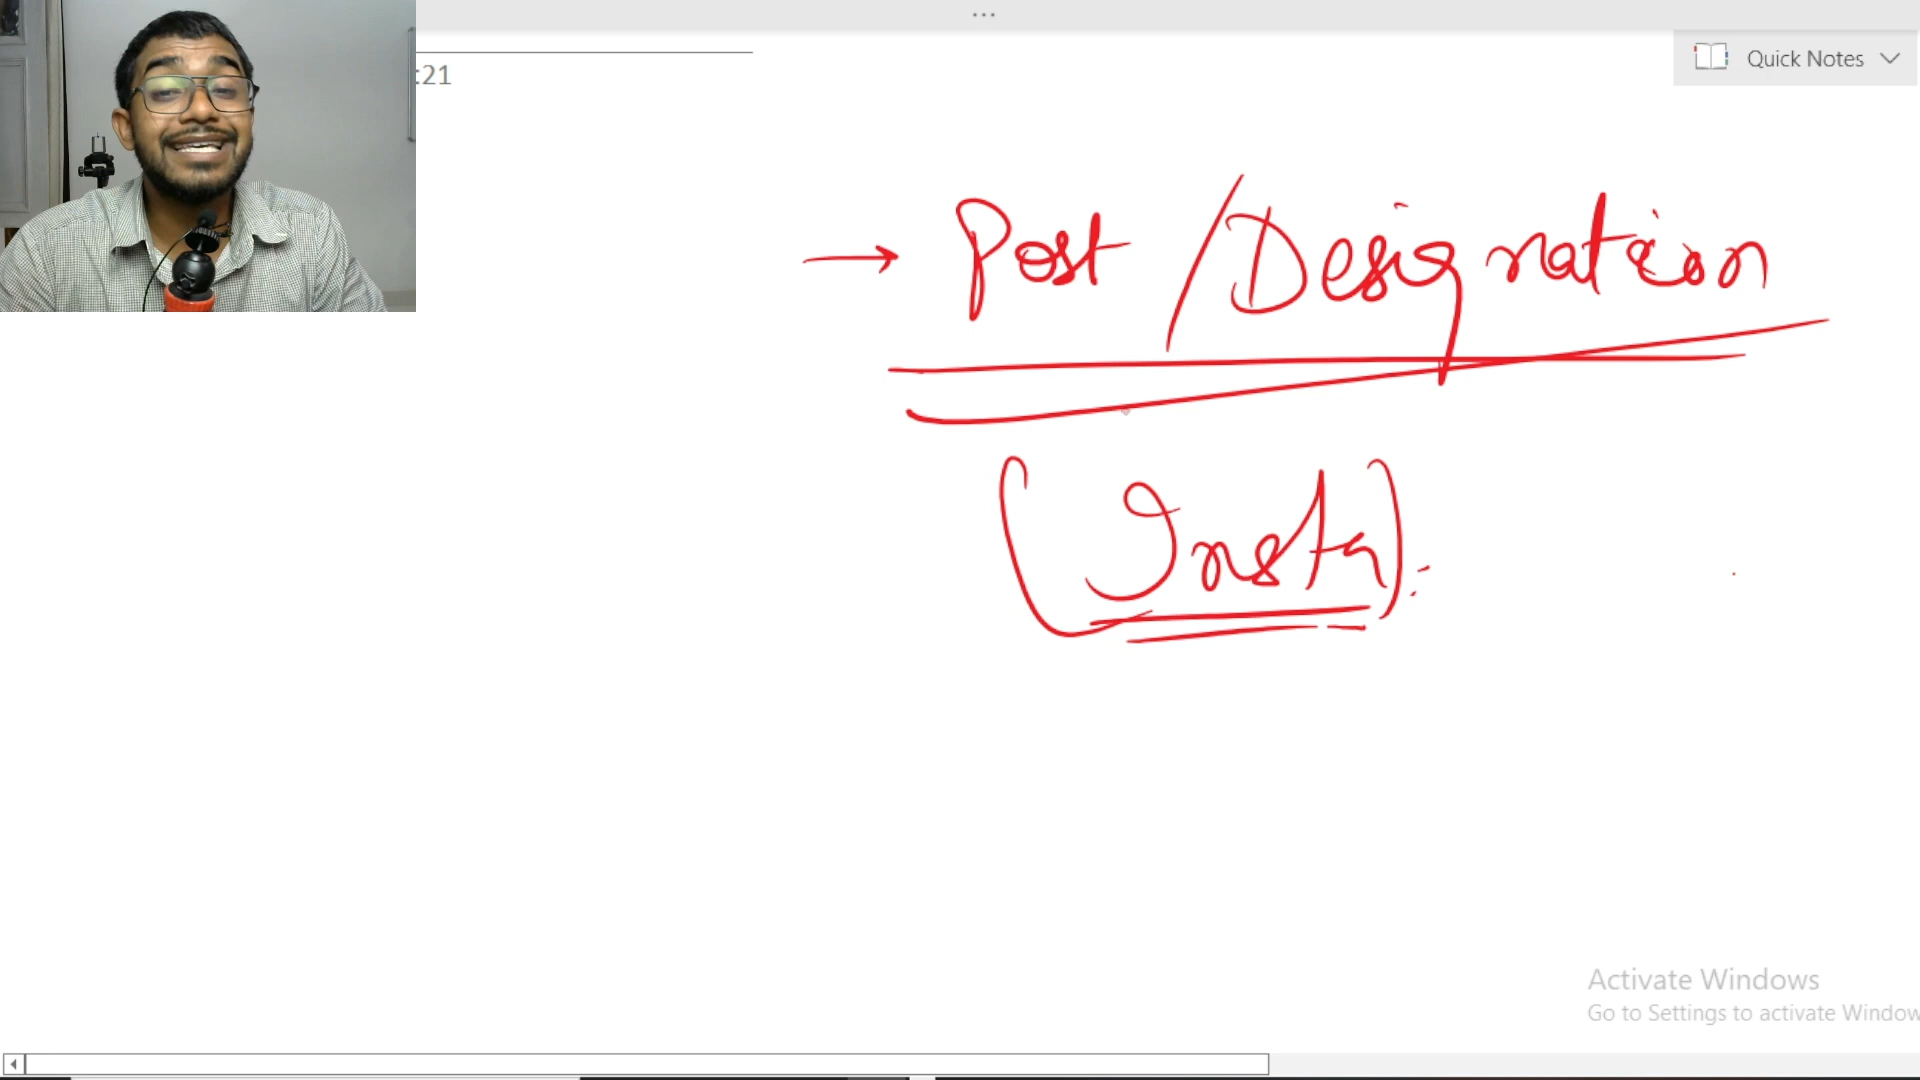 ...
:21
Quick Notes
→ Post / Designation
(Insta).
Activate Windows
Go to Settings to activate Window